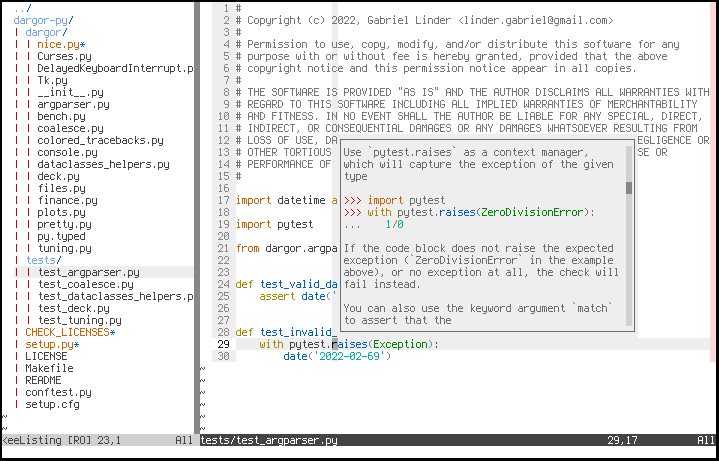 ../
dargor-py/
| dargor/
| | nice.py*
| | Curses.py
| | DelayedKeyboardInterrupt.p
| | Tk.py
| | __init__.py
| | argparser.py
| | bench.py
| | coalesce.py
| | colored_tracebacks.py
| | console.py
| | dataclasses_helpers.py
| | deck.py
| | files.py
| | finance.py
| | plots.py
| | pretty.py
| | py.typed
| | tuning.py
| tests/
| | test_argparser.py
| | test_coalesce.py
| | test_dataclasses_helpers.p
| | test_deck.py
| | test_tuning.py
| CHECK_LICENSES*
| setup.py*
| LICENSE
| Makefile
| README
| conftest.py
| setup.cfg
~
~
<eeListing [RO] 23,1 All
1 #
2 # Copyright (c) 2022, Gabriel Linder <linder.gabriel@gmail.com>
3 #
4 # Permission to use, copy, modify, and/or distribute this software for any
5 # purpose with or without fee is hereby granted, provided that the above
6 # copyright notice and this permission notice appear in all copies.
7 #
8 # THE SOFTWARE IS PROVIDED "AS IS" AND THE AUTHOR DISCLAIMS ALL WARRANTIES WITH
9 # REGARD TO THIS SOFTWARE INCLUDING ALL IMPLIED WARRANTIES OF MERCHANTABILITY
10 # AND FITNESS. IN NO EVENT SHALL THE AUTHOR BE LIABLE FOR ANY SPECIAL, DIRECT,
11 # INDIRECT, OR CONSEQUENTIAL DAMAGES OR ANY DAMAGES WHATSOEVER RESULTING FROM
12 # LOSS OF USE, DA EGLIGENCE OR
13 # OTHER TORTIOUS SE OR
14 # PERFORMANCE OF
15 #
16
17 import datetime a
18
19 import pytest
20
21 from dargor.argpa
22
23
24 def test_valid_da
25 assert date('
26
27
28 def test_invalid_
29 with pytest.raises(Exception):
30 date('2022-02-69')
~
~
~
~
~
~
Use `pytest.raises` as a context manager,
which will capture the exception of the given
type
>>> import pytest
>>> with pytest.raises(ZeroDivisionError):
... 1/0
If the code block does not raise the expected
exception (`ZeroDivisionError` in the example
above), or no exception at all, the check will
fail instead.
You can also use the keyword argument `match`
to assert that the
tests/test_argparser.py 29,17 All